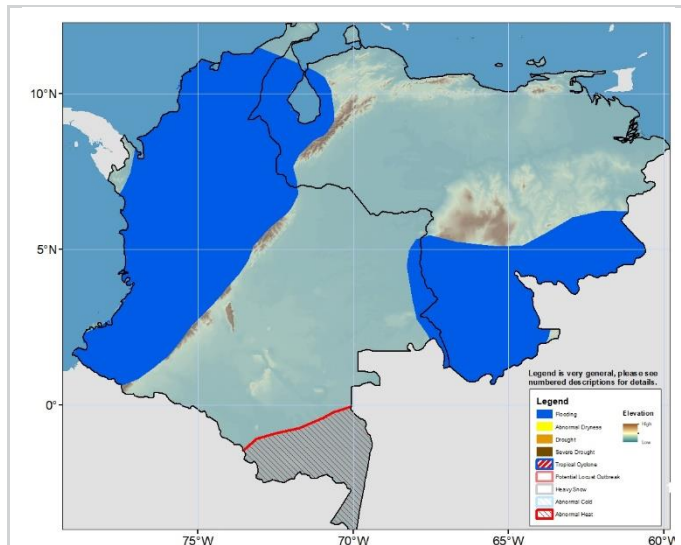 10°N
5°N
0°
75°W
70°W
65°W
60°W
Legend is very general, please see
numbered descriptions for details.
Legend
Flooding
Abnormal Dryness
Drought
Severe Drought
Tropical Cyclone
Potential Locust Outbreak
Heavy Snow
Abnormal Cold
Abnormal Heat
Elevation
High
Low